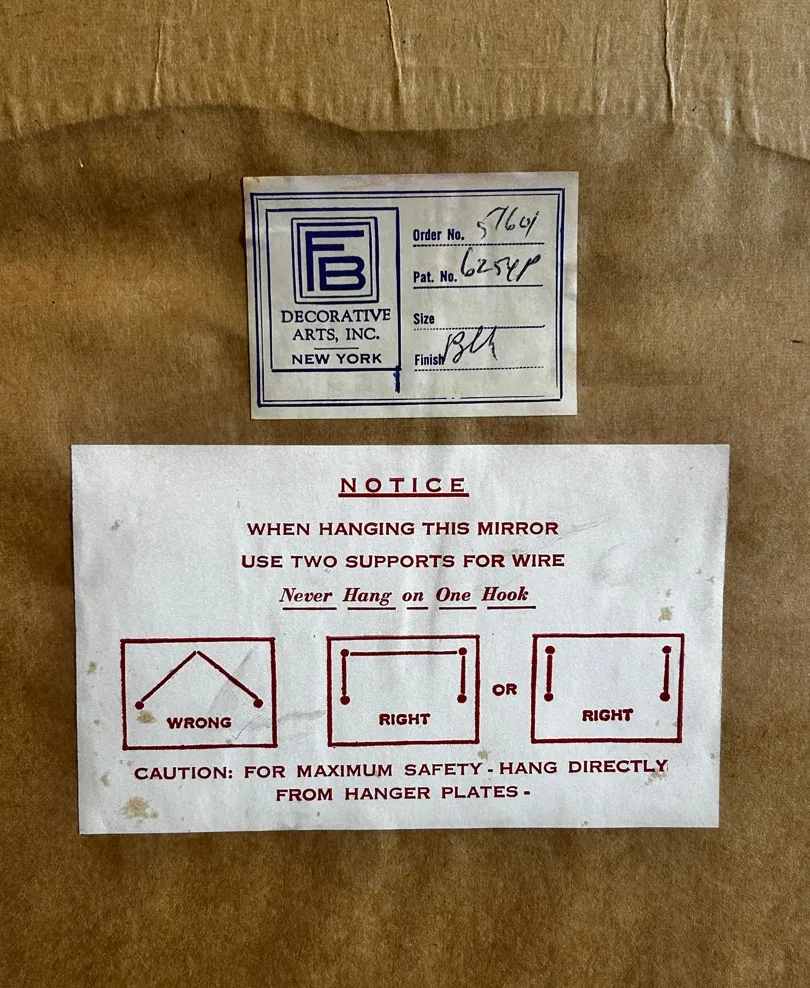 FB
DECORATIVE
ARTS, INC.
NEW YORK
Order No. 57601
Pat. No. 6254P
Size
Finish Blk
NOTICE
WHEN HANGING THIS MIRROR
USE TWO SUPPORTS FOR WIRE
Never Hang on One Hook
WRONG
RIGHT
OR
RIGHT
CAUTION: FOR MAXIMUM SAFETY - HANG DIRECTLY
FROM HANGER PLATES -